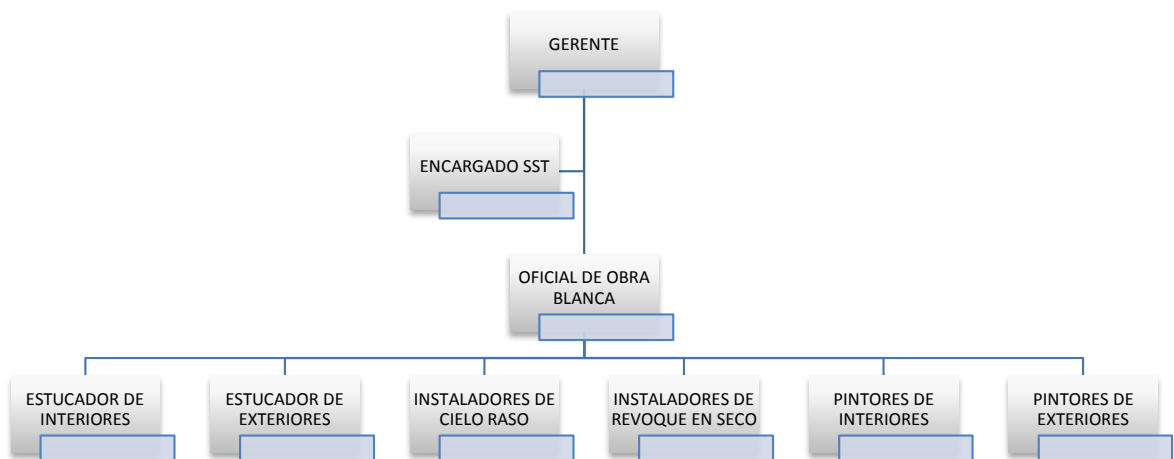 GERENTE
ENCARGADO SST
OFICIAL DE OBRA
BLANCA
ESTUCADOR DE
INTERIORES
ESTUCADOR DE
EXTERIORES
INSTALADORES DE
CIELO RASO
INSTALADORES DE
REVOQUE EN SECO
PINTORES DE
INTERIORES
PINTORES DE
EXTERIORES